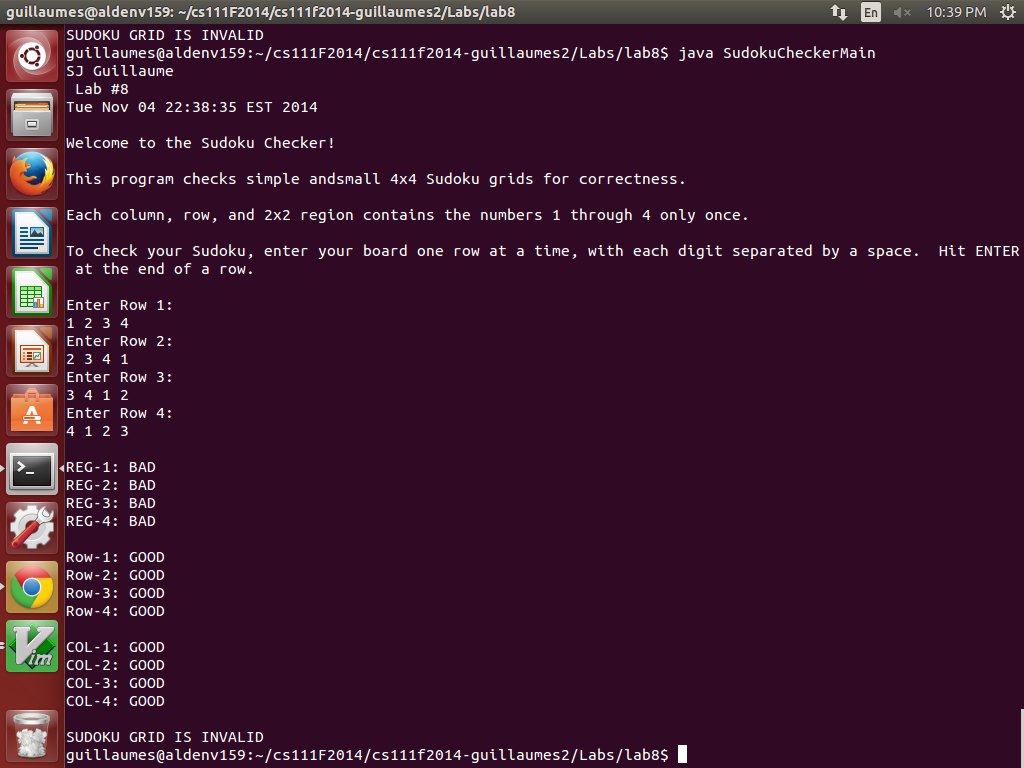 guillaumes@aldenv159: ~/cs111F2014/cs111f2014-guillaumes2/Labs/lab8
En
10:39 PM
SUDOKU GRID IS INVALID
guillaumes@aldenv159:~/cs111F2014/cs111f2014-guillaumes2/Labs/lab8$ java SudokuCheckerMain
SJ Guillaume
 Lab #8
Tue Nov 04 22:38:35 EST 2014
Welcome to the Sudoku Checker!
This program checks simple andsmall 4x4 Sudoku grids for correctness.
Each column, row, and 2x2 region contains the numbers 1 through 4 only once.
To check your Sudoku, enter your board one row at a time, with each digit separated by a space.  Hit ENTER
 at the end of a row.
Enter Row 1:
1 2 3 4
Enter Row 2:
2 3 4 1
Enter Row 3:
3 4 1 2
Enter Row 4:
4 1 2 3
REG-1: BAD
REG-2: BAD
REG-3: BAD
REG-4: BAD
Row-1: GOOD
Row-2: GOOD
Row-3: GOOD
Row-4: GOOD
COL-1: GOOD
COL-2: GOOD
COL-3: GOOD
COL-4: GOOD
SUDOKU GRID IS INVALID
guillaumes@aldenv159:~/cs111F2014/cs111f2014-guillaumes2/Labs/lab8$
Vim